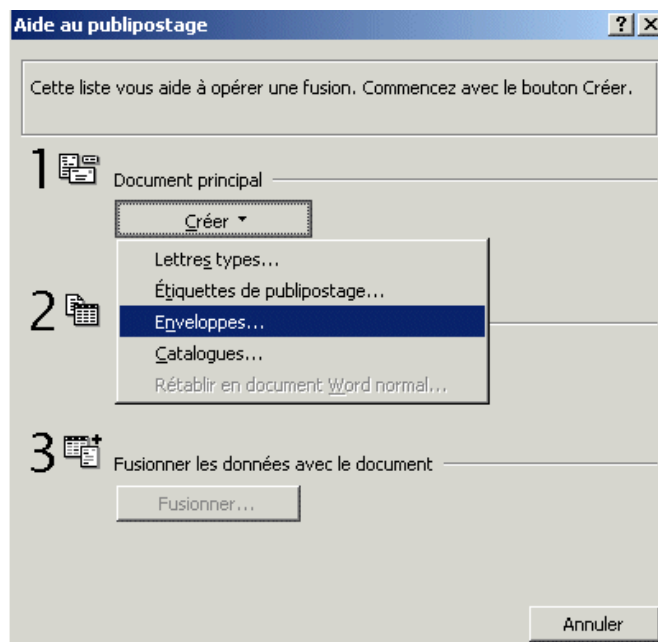 Aide au publipostage
Cette liste vous aide à opérer une fusion. Commencez avec le bouton Créer.
1
Document principal
Créer
Lettres types...
Étiquettes de publipostage...
2
Enveloppes...
Catalogues...
Rétablir en document Word normal...
3
Fusionner les données avec le document
Fusionner...
Annuler